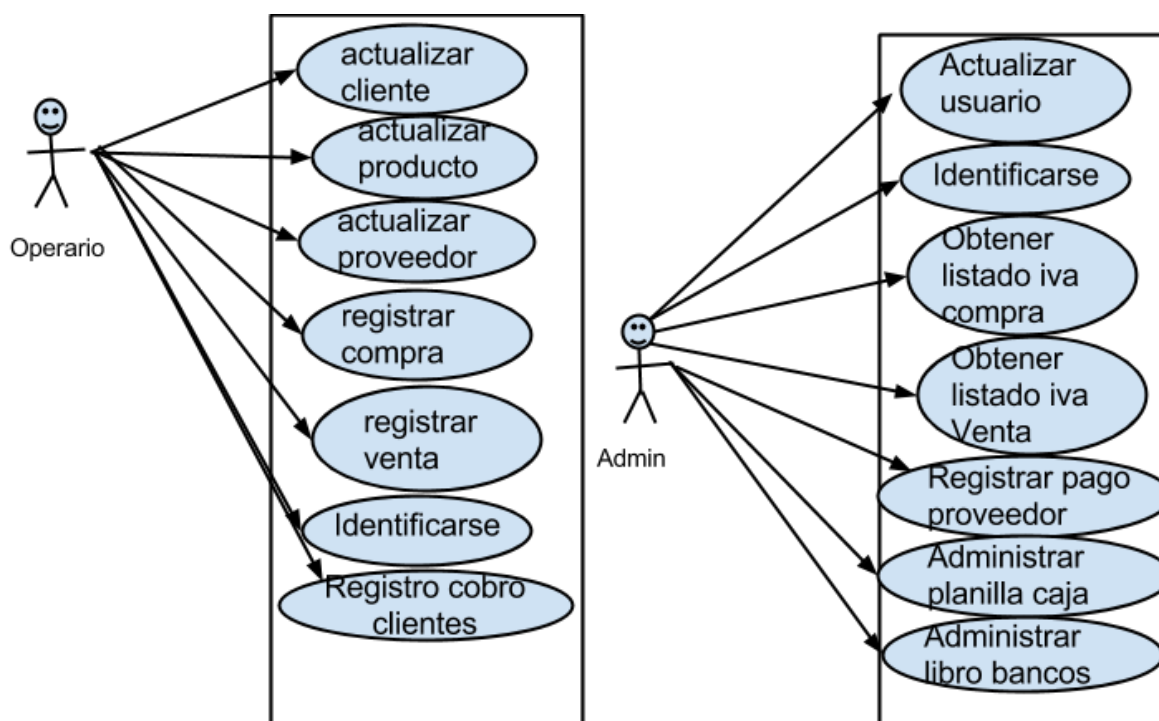 actualizar
cliente
actualizar
producto
actualizar
proveedor
registrar
compra
registrar
venta
Identificarse
Registro cobro
clientes
Operario
Actualizar
usuario
Identificarse
Obtener
listado iva
compra
Obtener
listado iva
Venta
Registrar pago
proveedor
Administrar
planilla caja
Administrar
libro bancos
Admin